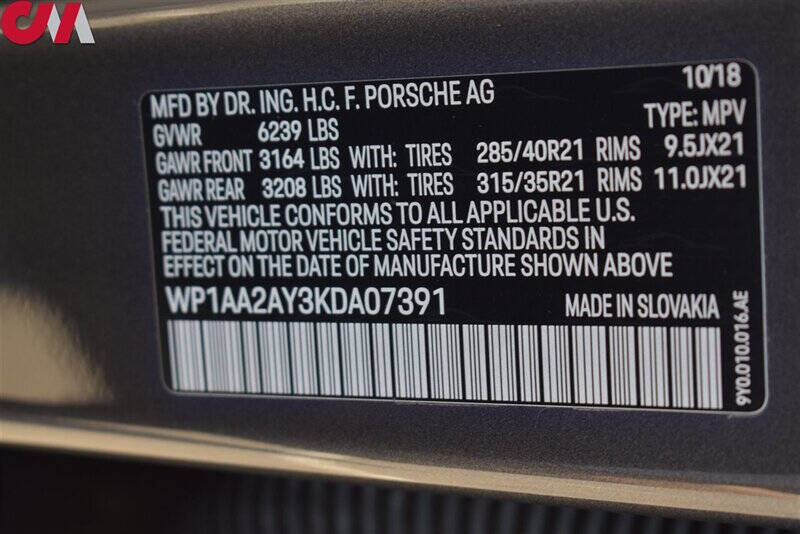 CM
10/18
MFD BY DR. ING. H.C. F. PORSCHE AG
TYPE: MPV
GVWR 6239 LBS
GAWR FRONT 3164 LBS WITH: TIRES 285/40R21 RIMS 9.5JX21
GAWR REAR 3208 LBS WITH: TIRES 315/35R21 RIMS 11.0JX21
THIS VEHICLE CONFORMS TO ALL APPLICABLE U.S.
FEDERAL MOTOR VEHICLE SAFETY STANDARDS IN
EFFECT ON THE DATE OF MANUFACTURE SHOWN ABOVE
WP1AA2AY3KDA07391 MADE IN SLOVAKIA
9Y0.010.016.AE